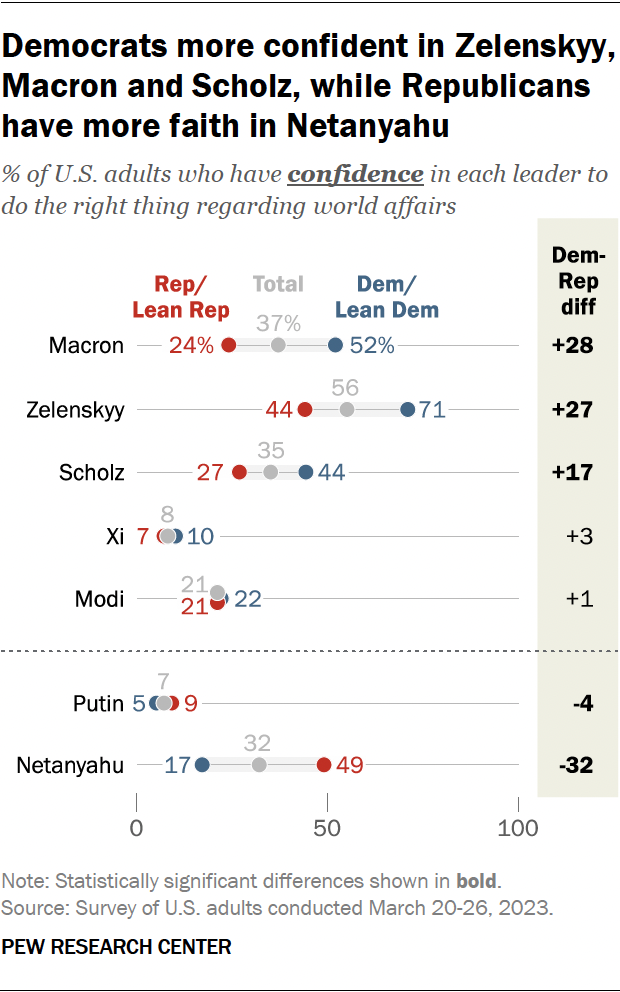 Democrats more confident in Zelenskyy,
Macron and Scholz, while Republicans
have more faith in Netanyahu
% of U.S. adults who have confidence in each leader to
do the right thing regarding world affairs
Dem-
Rep
diff
Rep/
Lean Rep
Total
Dem/
Lean Dem
Macron 24% 37% 52% +28
Zelenskyy 44 56 71 +27
Scholz 27 35 44 +17
Xi 7 8 10 +3
Modi 21 21 22 +1
Putin 5 7 9 -4
Netanyahu 17 32 49 -32
0 50 100
Note: Statistically significant differences shown in bold.
Source: Survey of U.S. adults conducted March 20-26, 2023.
PEW RESEARCH CENTER